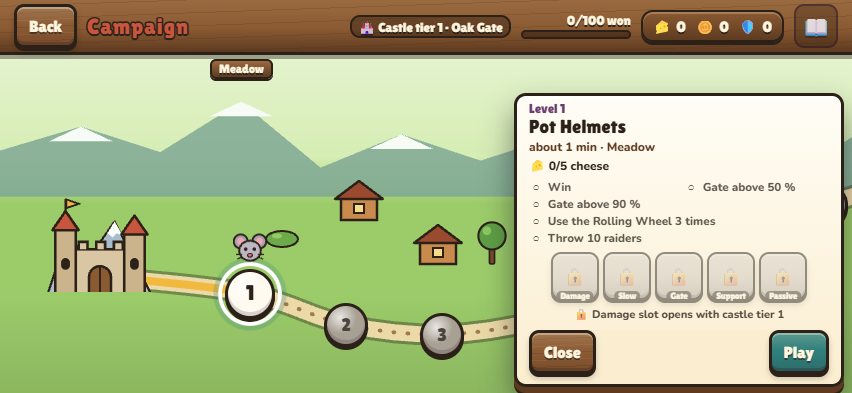 Back
Campaign
Castle tier 1 · Oak Gate
0/100 won
0
0
0
Meadow
Level 1
Pot Helmets
about 1 min · Meadow
0/5 cheese
Win
Gate above 50 %
Gate above 90 %
Use the Rolling Wheel 3 times
Throw 10 raiders
Damage
Slow
Gate
Support
Passive
Damage slot opens with castle tier 1
Close
Play
1
2
3